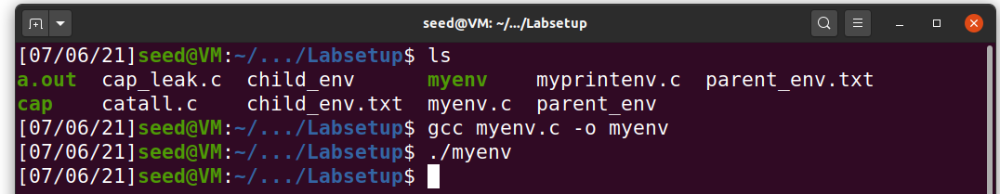 seed@VM: ~/.../Labsetup
[07/06/21]seed@VM:~/.../Labsetup$ ls
a.out  cap_leak.c  child_env      myenv    myprintenv.c  parent_env.txt
cap    catall.c    child_env.txt  myenv.c  parent_env
[07/06/21]seed@VM:~/.../Labsetup$ gcc myenv.c -o myenv
[07/06/21]seed@VM:~/.../Labsetup$ ./myenv
[07/06/21]seed@VM:~/.../Labsetup$